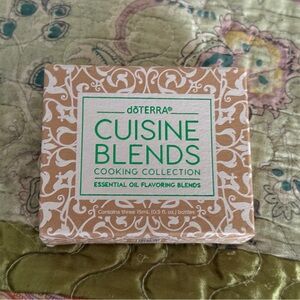 dōTERRA®
CUISINE
BLENDS
COOKING COLLECTION
ESSENTIAL OIL FLAVORING BLENDS
Contains three 15mL (0.5 fl. oz.) bottles